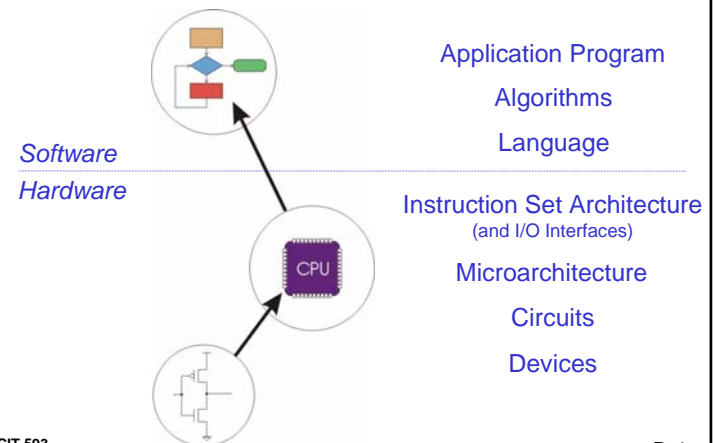 Application Program
Algorithms
Language
Software
Hardware
Instruction Set Architecture
(and I/O Interfaces)
CPU
Microarchitecture
Circuits
Devices